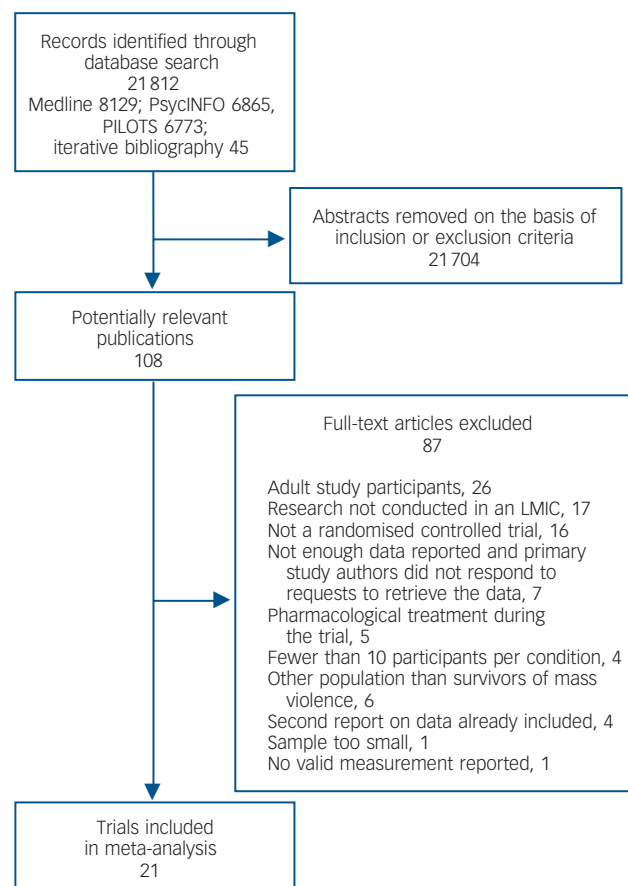 Records identified through
database search
21 812
Medline 8129; PsycINFO 6865,
PILOTS 6773;
iterative bibliography 45
Abstracts removed on the basis of
inclusion or exclusion criteria
21 704
Potentially relevant
publications
108
Full-text articles excluded
87
Adult study participants, 26
Research not conducted in an LMIC, 17
Not a randomised controlled trial, 16
Not enough data reported and primary
study authors did not respond to
requests to retrieve the data, 7
Pharmacological treatment during
the trial, 5
Fewer than 10 participants per condition, 4
Other population than survivors of mass
violence, 6
Second report on data already included, 4
Sample too small, 1
No valid measurement reported, 1
Trials included
in meta-analysis
21